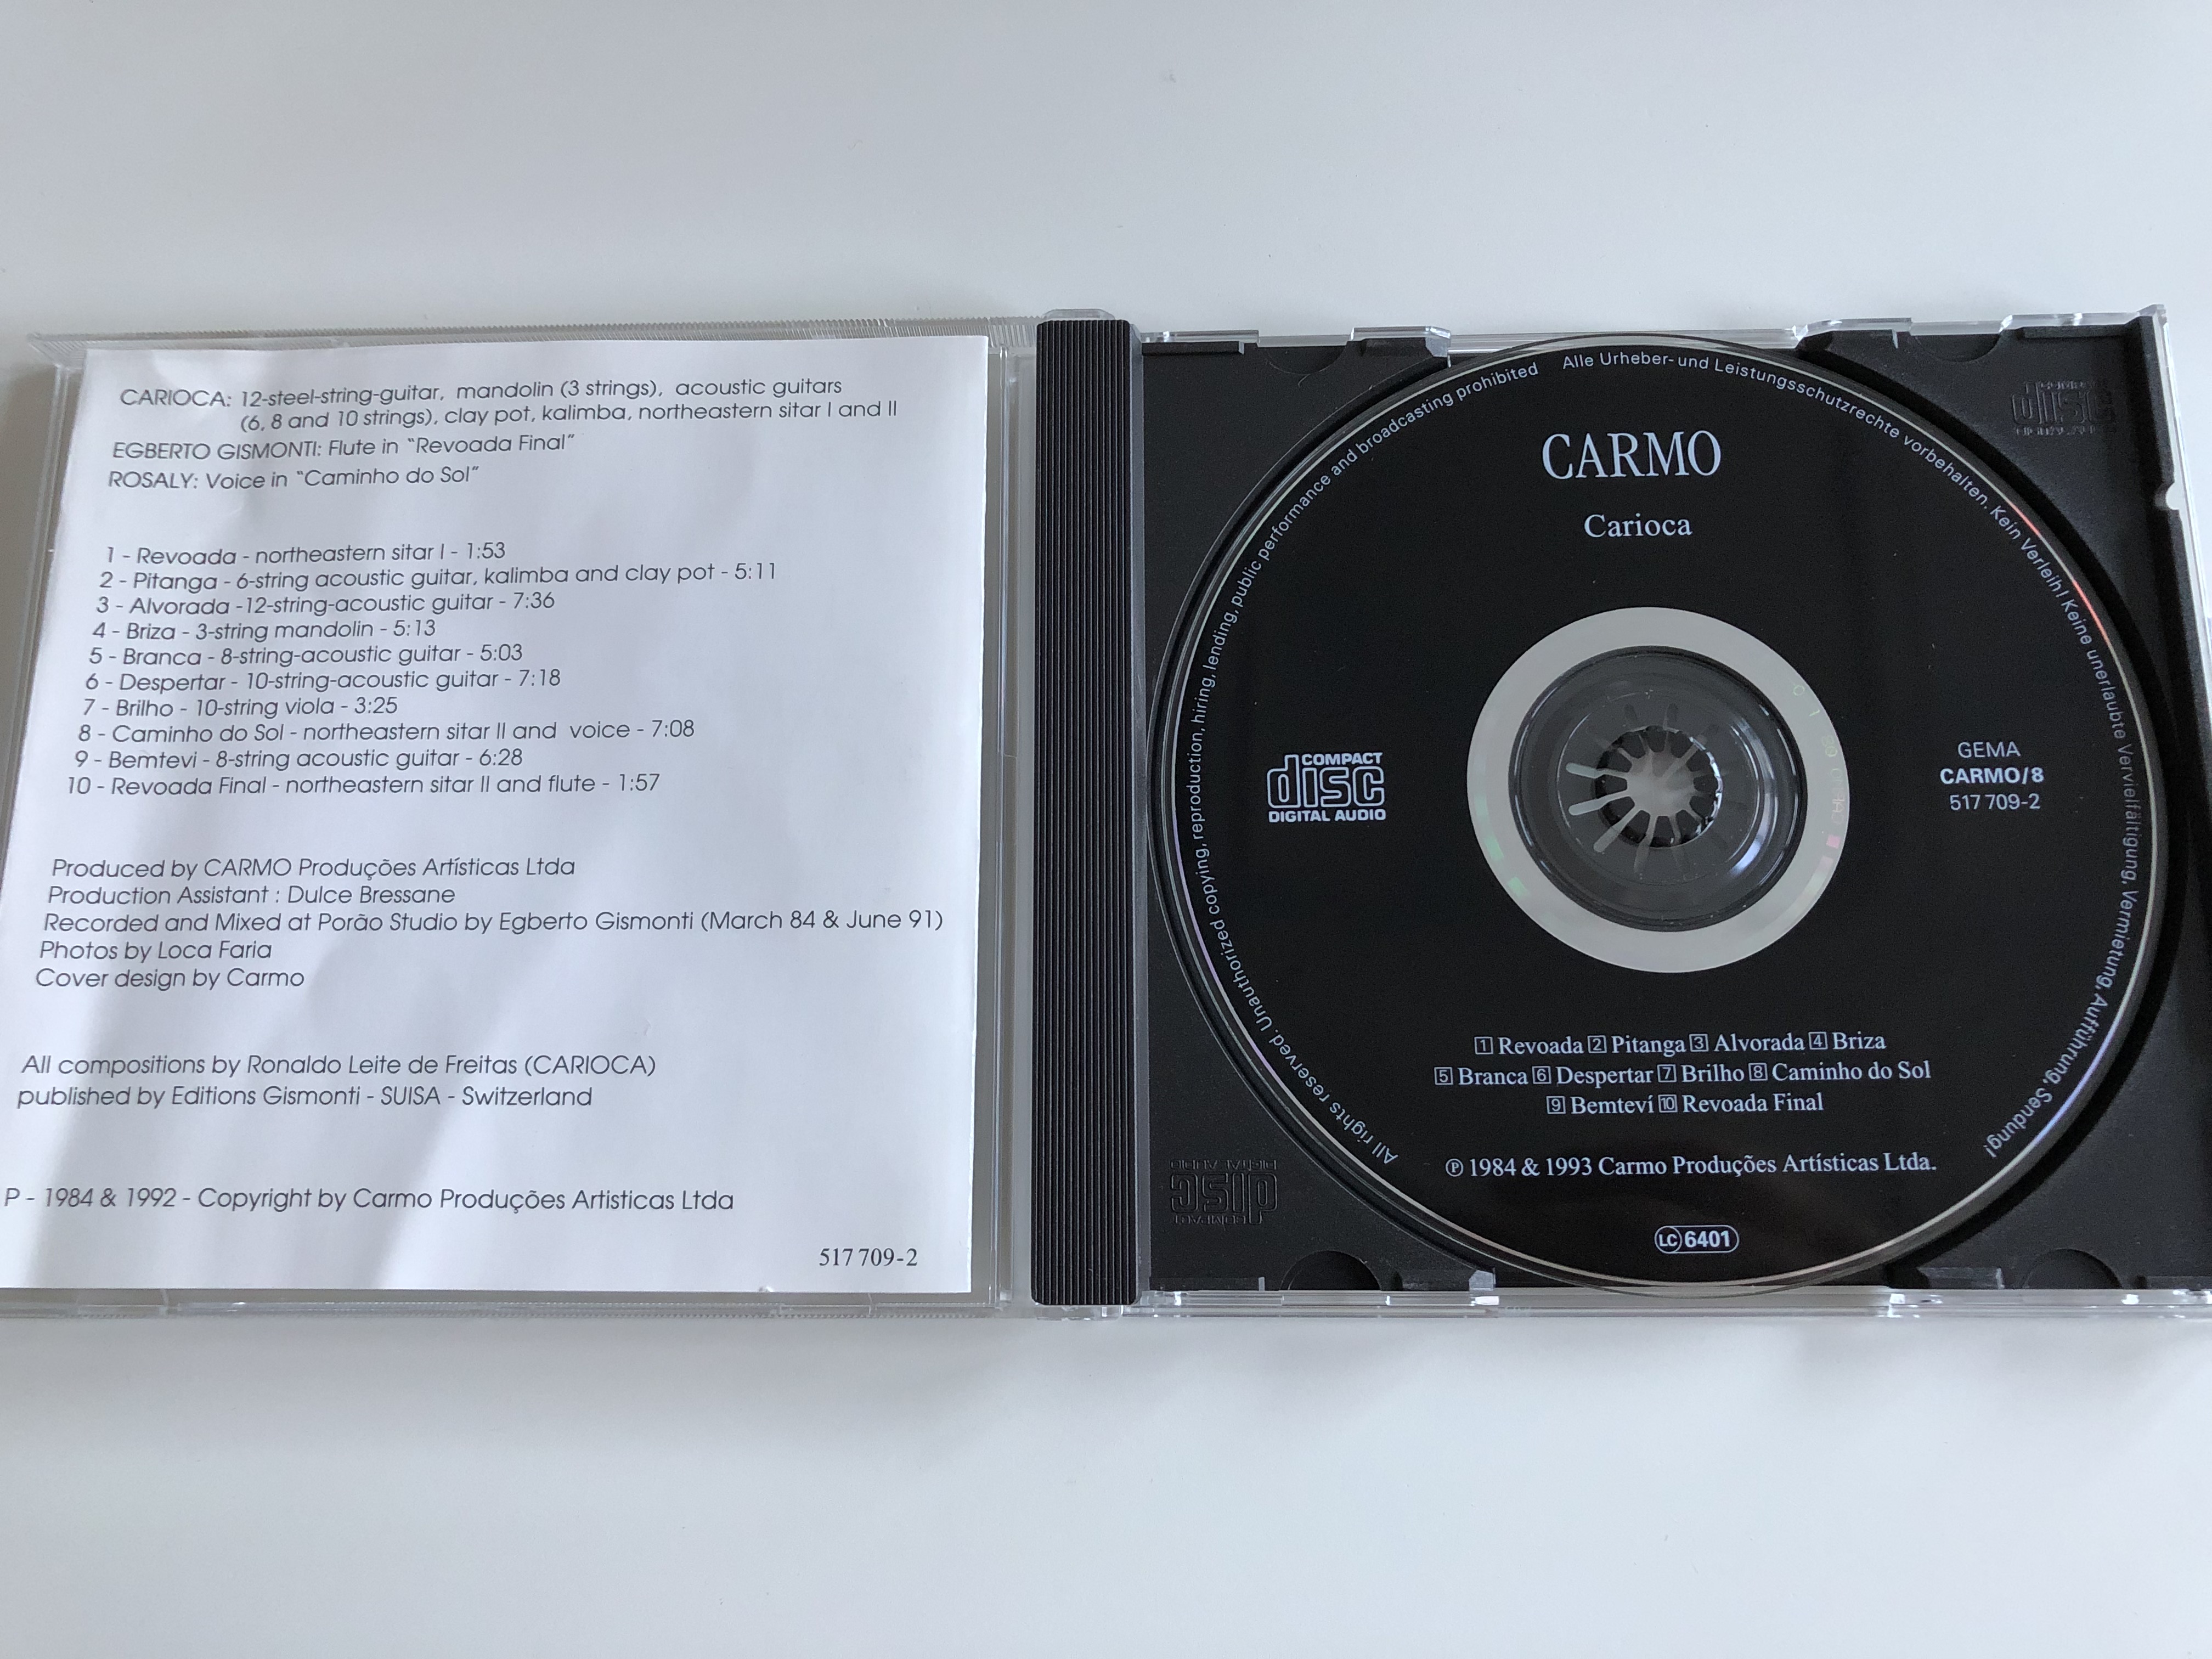 CARIOCA: 12-steel-string-guitar, mandolin (3 strings), acoustic guitars
(6, 8 and 10 strings), clay pot, kalimba, northeastern sitar I and II
EGBERTO GISMONTI: Flute in "Revoada Final"
ROSALY: Voice in "Caminho do Sol"
1 - Revoada - northeastern sitar I - 1:53
2 - Pitanga - 6-string acoustic guitar, kalimba and clay pot - 5:11
3 - Alvorada -12-string-acoustic guitar - 7:36
4 - Briza - 3-string mandolin - 5:13
5 - Branca - 8-string-acoustic guitar - 5:03
6 - Despertar - 10-string-acoustic guitar - 7:18
7 - Brilho - 10-string viola - 3:25
8 - Caminho do Sol - northeastern sitar II and voice - 7:08
9 - Bemtevi - 8-string acoustic guitar - 6:28
10 - Revoada Final - northeastern sitar II and flute - 1:57
Produced by CARMO Produções Artísticas Ltda
Production Assistant : Dulce Bressane
Recorded and Mixed at Porão Studio by Egberto Gismonti (March 84 & June 91)
Photos by Loca Faria
Cover design by Carmo
All compositions by Ronaldo Leite de Freitas (CARIOCA)
published by Editions Gismonti - SUISA - Switzerland
P - 1984 & 1992 - Copyright by Carmo Produções Artisticas Ltda
517 709-2
All rights reserved. Unauthorized copying, reproduction, hiring, lending, public performance and broadcasting prohibited
Alle Urheber- und Leistungsschutzrechte vorbehalten. Kein Verleih! Keine unerlaubte Vervielfältigung, Vermietung, Aufführung, Sendung!
CARMO
Carioca
COMPACT
disc
DIGITAL AUDIO
GEMA
CARMO/8
517 709-2
1 Revoada 2 Pitanga 3 Alvorada 4 Briza
5 Branca 6 Despertar 7 Brilho 8 Caminho do Sol
9 Bemteví 10 Revoada Final
℗ 1984 & 1993 Carmo Produções Artísticas Ltda.
LC 6401
disc
disc